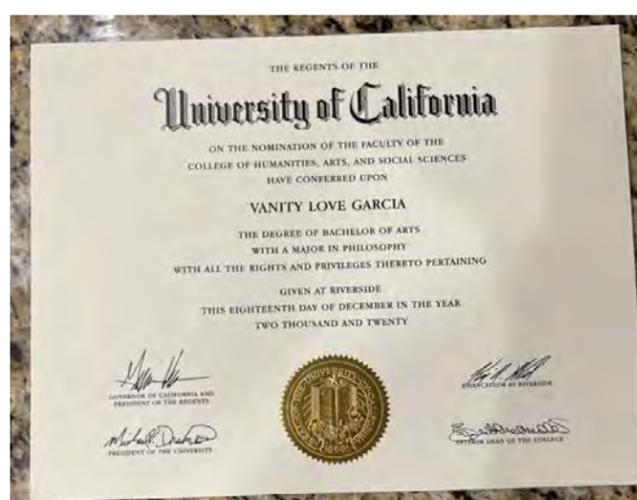 THE REGENTS OF THE
University of California
ON THE NOMINATION OF THE FACULTY OF THE
COLLEGE OF HUMANITIES, ARTS, AND SOCIAL SCIENCES
HAVE CONFERRED UPON
VANITY LOVE GARCIA
THE DEGREE OF BACHELOR OF ARTS
WITH A MAJOR IN PHILOSOPHY
WITH ALL THE RIGHTS AND PRIVILEGES THERETO PERTAINING
GIVEN AT RIVERSIDE
THIS EIGHTEENTH DAY OF DECEMBER IN THE YEAR
TWO THOUSAND AND TWENTY
GOVERNOR OF CALIFORNIA AND
PRESIDENT OF THE REGENTS
CHANCELLOR AT RIVERSIDE
PRESIDENT OF THE UNIVERSITY
INTERIM DEAN OF THE COLLEGE